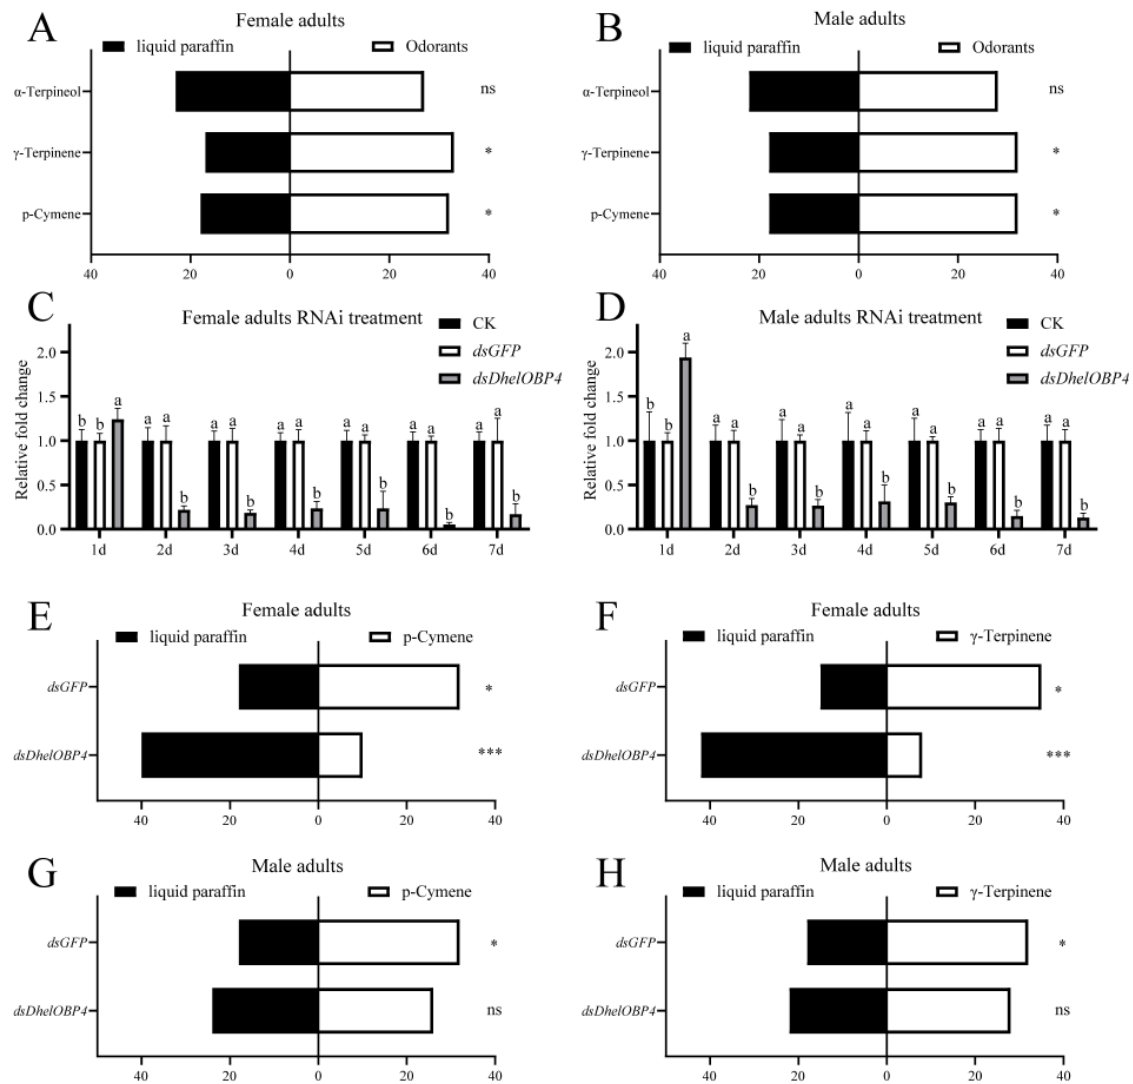 A
Female adults
liquid paraffin
Odorants
α-Terpineol
ns
γ-Terpinene
*
p-Cymene
*
40
20
0
20
40
B
Male adults
liquid paraffin
Odorants
α-Terpineol
ns
γ-Terpinene
*
p-Cymene
*
40
20
0
20
40
C
Female adults RNAi treatment
CK
dsGFP
dsDhelOBP4
Relative fold change
2.0
1.5
1.0
0.5
0.0
b b a
a a b
a a b
a a b
a a b
a a b
a a b
1d 2d 3d 4d 5d 6d 7d
D
Male adults RNAi treatment
CK
dsGFP
dsDhelOBP4
Relative fold change
2.0
1.5
1.0
0.5
0.0
b b a
a a b
a a b
a a b
a a b
a a b
a a b
1d 2d 3d 4d 5d 6d 7d
E
Female adults
liquid paraffin
p-Cymene
dsGFP
*
dsDhelOBP4
***
40
20
0
20
40
F
Female adults
liquid paraffin
γ-Terpinene
dsGFP
*
dsDhelOBP4
***
40
20
0
20
40
G
Male adults
liquid paraffin
p-Cymene
dsGFP
*
dsDhelOBP4
ns
40
20
0
20
40
H
Male adults
liquid paraffin
γ-Terpinene
dsGFP
*
dsDhelOBP4
ns
40
20
0
20
40